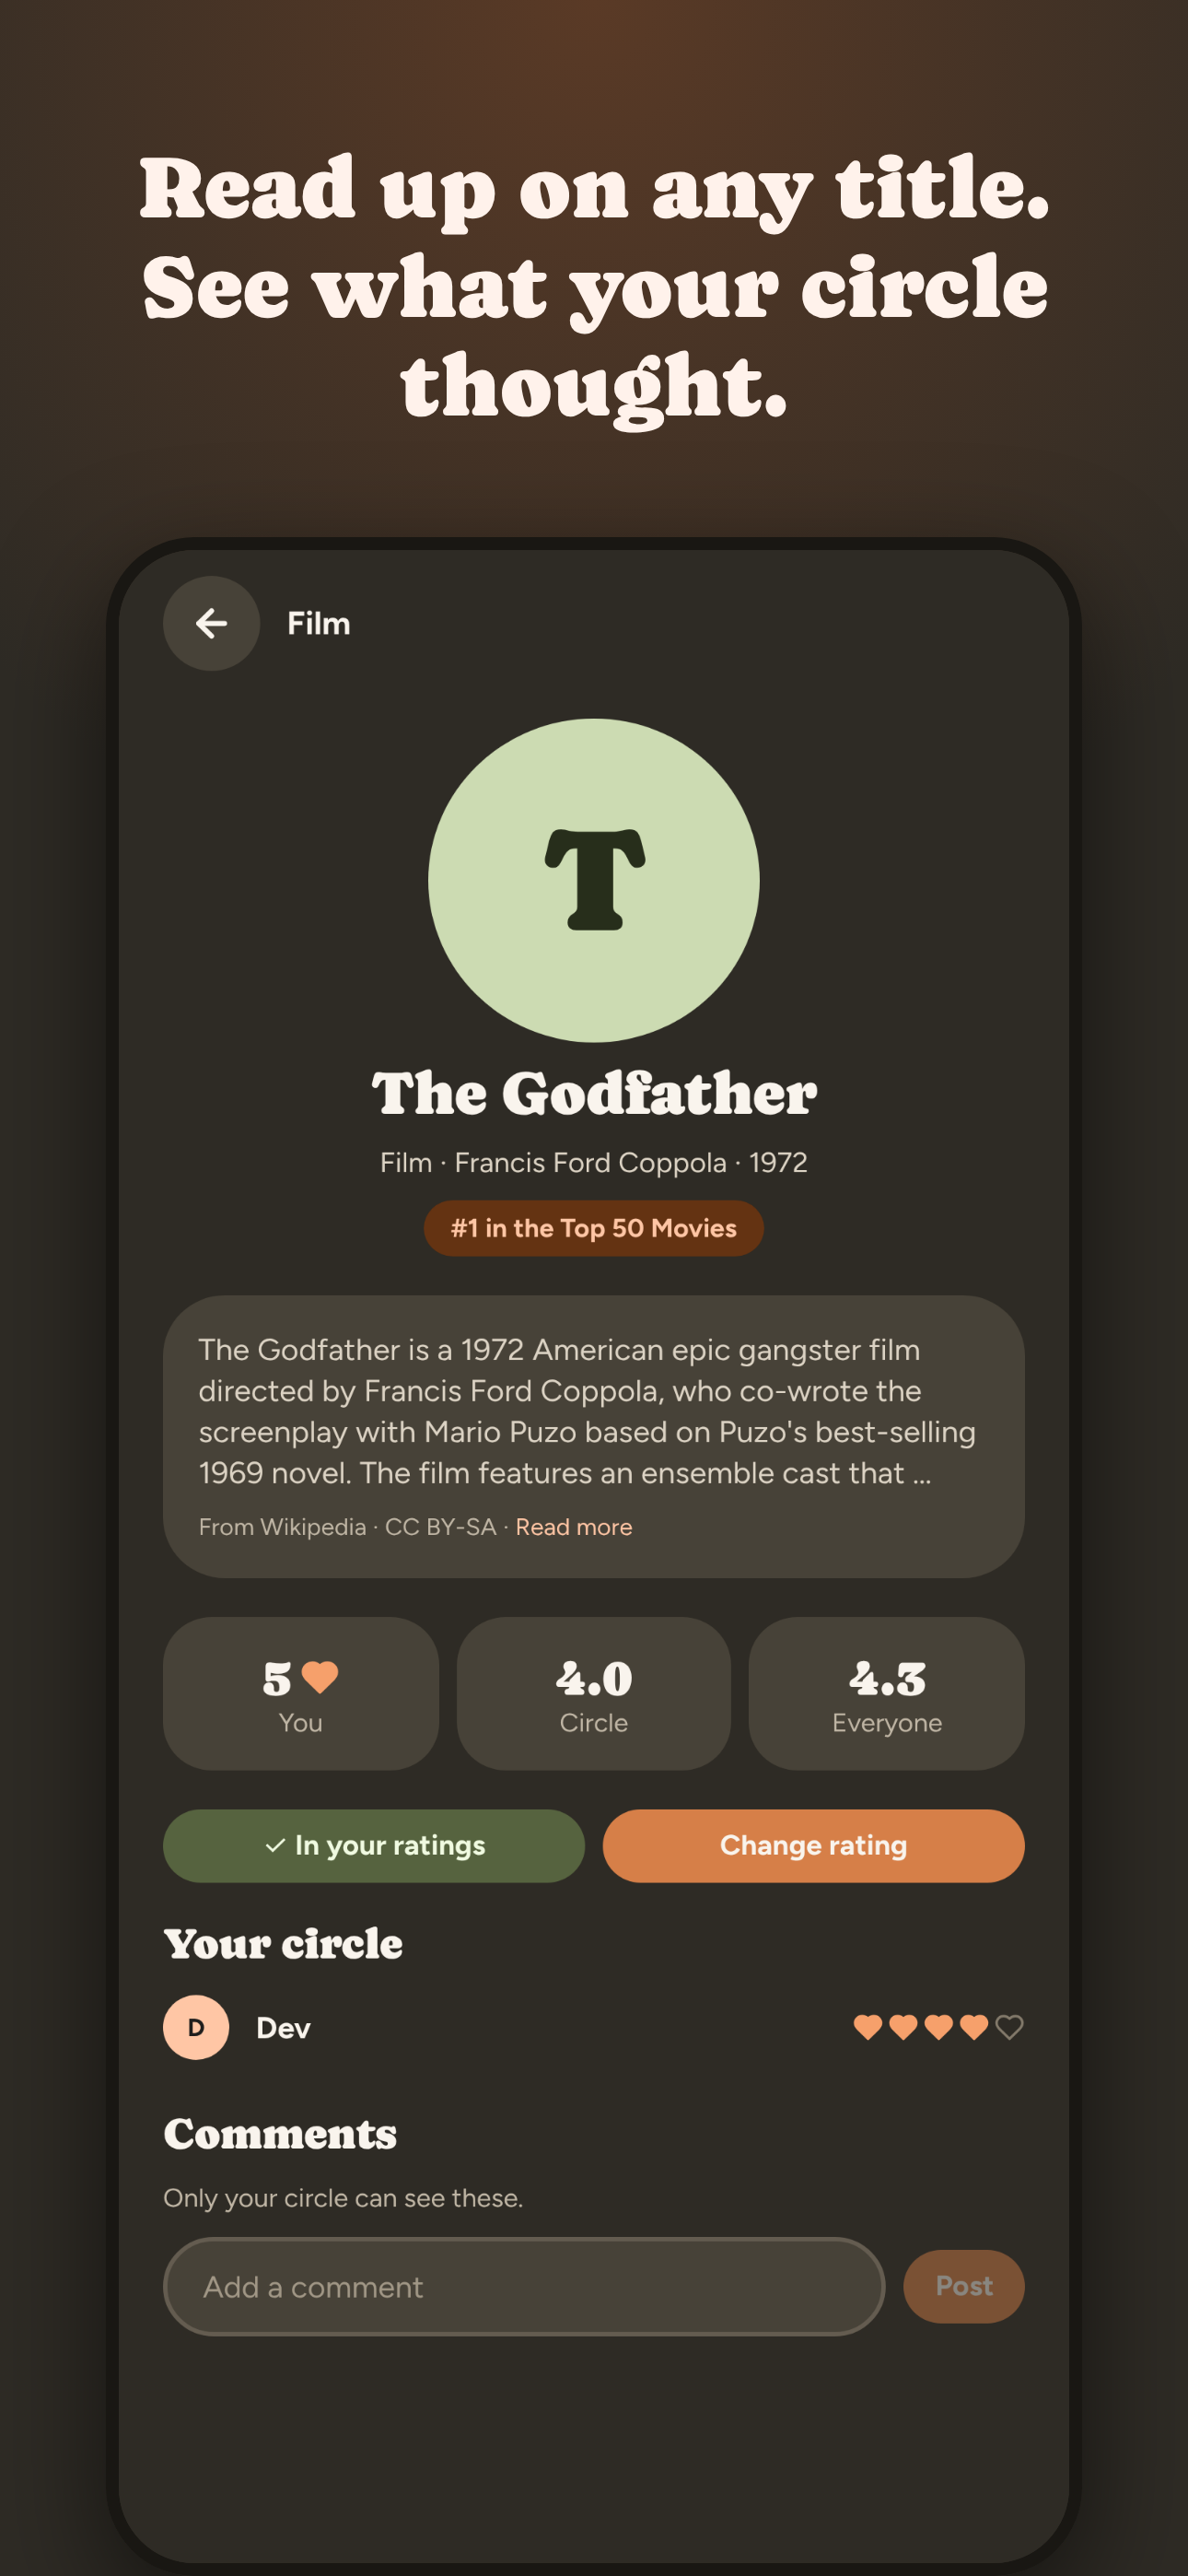 Read up on any title.
See what your circle
thought.
Film
T
The Godfather
Film · Francis Ford Coppola · 1972
#1 in the Top 50 Movies
The Godfather is a 1972 American epic gangster film
directed by Francis Ford Coppola, who co-wrote the
screenplay with Mario Puzo based on Puzo's best-selling
1969 novel. The film features an ensemble cast that ...
From Wikipedia · CC BY-SA · Read more
5 4.0 4.3
You Circle Everyone
✓ In your ratings Change rating
Your circle
D Dev
Comments
Only your circle can see these.
Add a comment Post